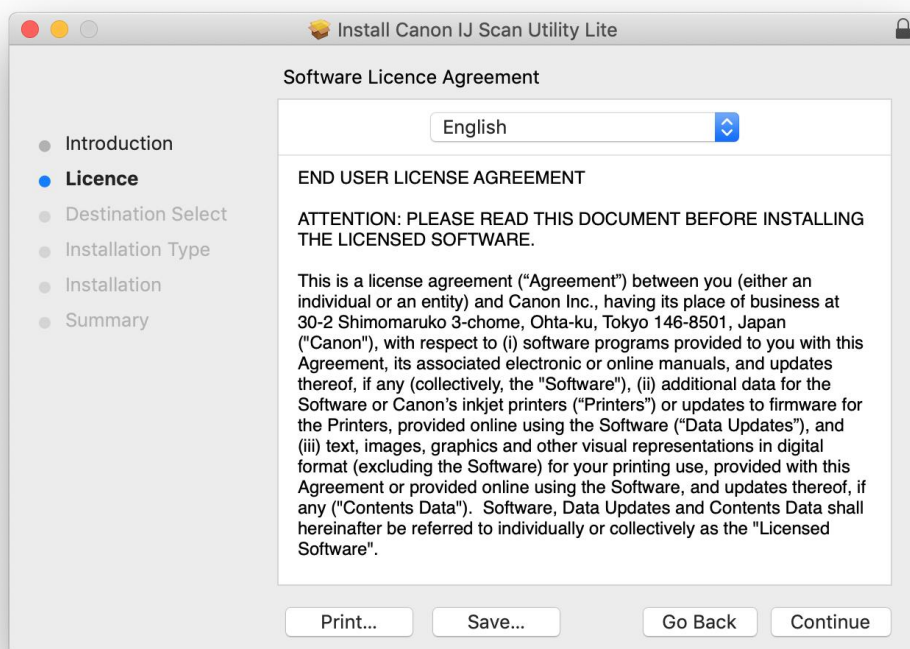 Install Canon IJ Scan Utility Lite
Software Licence Agreement
Introduction
Licence
Destination Select
Installation Type
Installation
Summary
English
END USER LICENSE AGREEMENT
ATTENTION: PLEASE READ THIS DOCUMENT BEFORE INSTALLING
THE LICENSED SOFTWARE.
This is a license agreement (“Agreement”) between you (either an
individual or an entity) and Canon Inc., having its place of business at
30-2 Shimomaruko 3-chome, Ohta-ku, Tokyo 146-8501, Japan
("Canon"), with respect to (i) software programs provided to you with this
Agreement, its associated electronic or online manuals, and updates
thereof, if any (collectively, the "Software"), (ii) additional data for the
Software or Canon’s inkjet printers (“Printers”) or updates to firmware for
the Printers, provided online using the Software (“Data Updates”), and
(iii) text, images, graphics and other visual representations in digital
format (excluding the Software) for your printing use, provided with this
Agreement or provided online using the Software, and updates thereof, if
any ("Contents Data").  Software, Data Updates and Contents Data shall
hereinafter be referred to individually or collectively as the "Licensed
Software".
Print...
Save...
Go Back
Continue